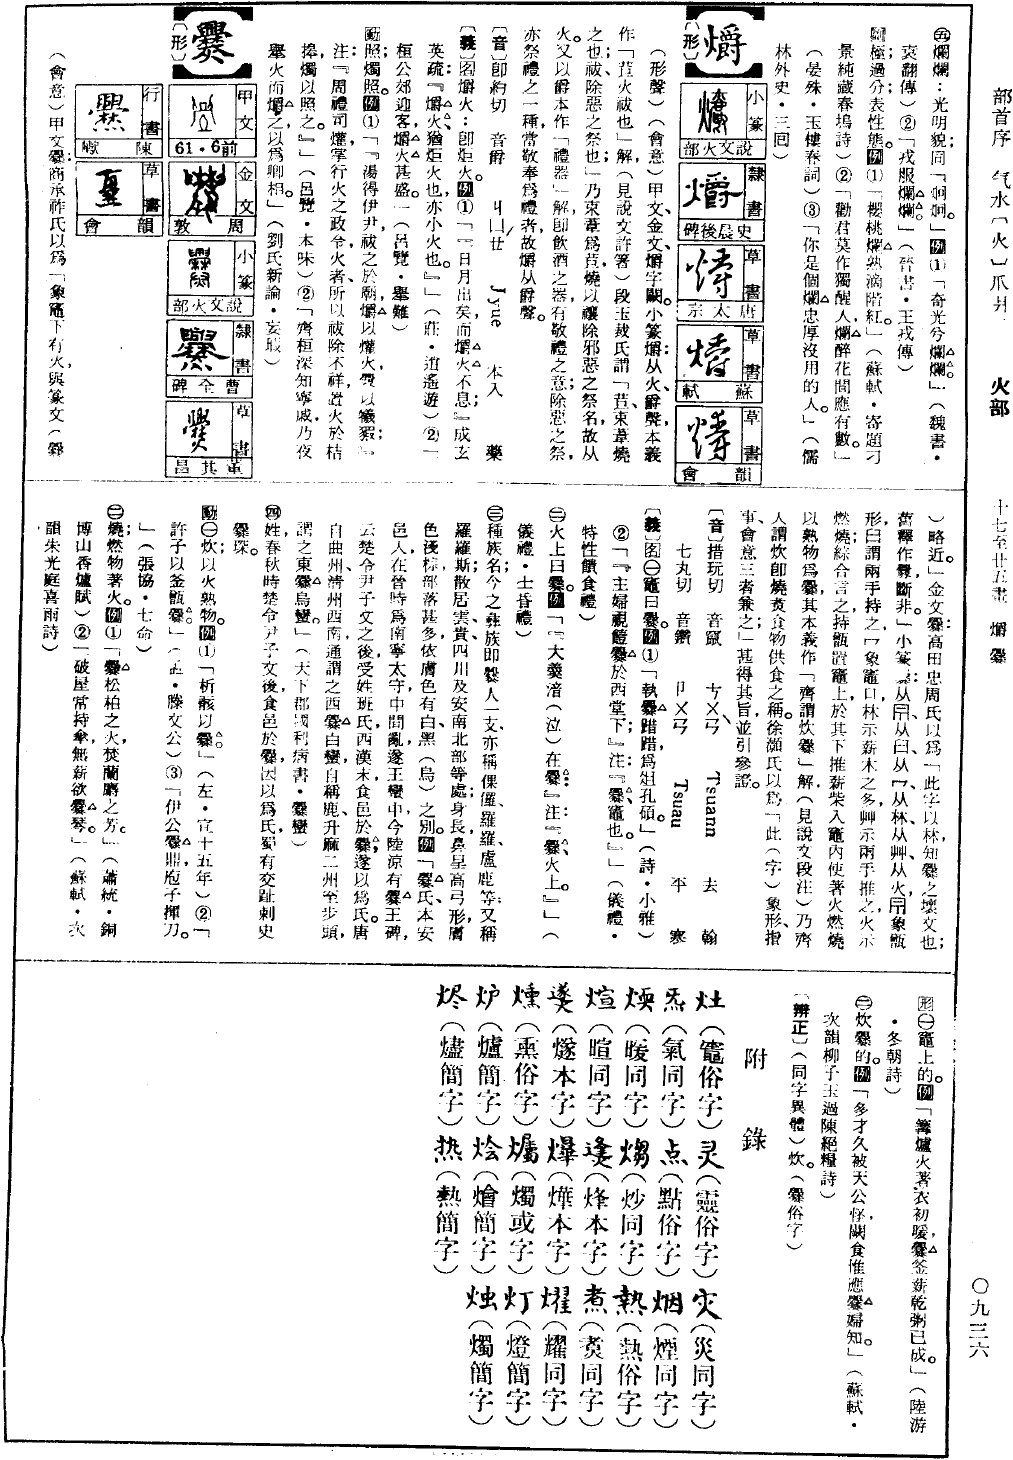 部首序 气水〔火〕爪爿 火部 十七至廿五畫 爝 爨 〇九三六
㊄爛爛：光明貌同「炯炯」。例①「奇光兮爛爛。」（魏書·
袁翻傳）②「戎服爛爛。」（晉書·王戎傳）
副極；過分表性態。例①「櫻桃爛熟滴階紅。」（蘇軾·寄題刁
景純藏春塢詩）②「勸君莫作獨醒人，爛醉花間應有數。」
（晏殊·玉樓春詞）③「你是個爛忠厚沒用的人。」（儒
林外史·三回）
爝
〔形〕
小篆 說文火部
隸書 史晨後碑
草書 唐太宗
草書 蘇軾
草書 韻會
（形聲）（會意）甲文、金文、爝字闕。小篆爝：从火、爵聲，本義
作「苣火祓也」解（見說文許箸）段玉裁氏謂「苣，束葦燒
之也；祓，除惡之祭也；」乃束葦為苣，燒以禳除邪惡之祭名，故从
火。又以爵本作「禮器」解，即飲酒之器，有敬禮之意；除惡之祭，
亦祭禮之一種，當敬奉為禮者，故爝从爵聲。
〔音〕即約切 音爵 ㄐㄩㄝˊ Jyue 本入 藥
〔義〕名爝火：即炬火。例①「『日月出矣，而爝火不息；』成玄
英疏：『爝火，猶炬火也，亦小火也。』」（莊·逍遙遊）②「
桓公郊迎客，爝火甚盛。」（呂覽·舉難）
動照；燭照。例①「『湯得伊尹，祓之於廟，爝以爟火，釁以犧豭；』
注：『周禮司爟掌行火之政令，火者，所以祓除不祥，置火於桔
槔，燭以照之。』」（呂覽·本味）②「齊桓深知甯戚，乃夜
舉火而爝之，以為卿相。」（劉氏新論·妄瑕）
爨
〔形〕
甲文 前6·61
金文 周敦
小篆 說文火部
隸書 曹全碑
草書 董其昌
行書 陳𤩽
草書 韻會
（會意）甲文爨：商承祚氏以為「象竈下有火，與篆文（爨
）略近」金文爨：高田忠周氏以為「此字以林知爨之壞文也；
舊釋作釁，斷非。」小篆爨：从𦥑、从臼、从冖、从林、从艸、从火、𦥑象甑
形，臼謂兩手持之，冖象竈口，林示薪木之多，艸示兩手推之，火示
燃燒；綜合言之，持甑置竈上，於其下推薪柴入竈內，使著火燃燒
以熟物為爨。其本義作「齊謂炊爨」解（見說文段注）乃齊
人謂炊即燒煑食物供食之稱。徐灝氏以為「此（字）象形、指
事、會意三者兼之」甚得其旨，並引參證。
〔音〕措玩切 音竄 ㄘㄨㄢˋ Tsuann 去 翰
七丸切 音攛 ㄘㄨㄢ Tsuan 平 寒
〔義〕名㊀竈曰爨。例①「執爨踖踖，為俎孔碩。」（詩·小雅）
②「『主婦視饎爨於西堂下；』注：『爨，竈也。』」（儀禮·
特性饋食禮）
㊁火上曰爨。例「『大羹湆（泣）在爨；』注：『爨，火上。』」（
儀禮·士昏禮）
㊂種族名，今之彝族即爨人一支，亦稱倮儸、羅羅、盧鹿等；又稱
羅羅斯，散居雲、貴、四川及安南北部等處，身長鼻呈高弓形，膚
色淺棕，部落甚多，依膚色有白、黑（烏）之別。例「爨氏本安
邑人，在晉時為南寧太守，中間亂，遂王蠻中，今陸涼有爨王碑，
云楚令尹子文之後，受姓班氏，西漢末，食邑於爨，遂以為氏。唐
自曲州、清州西南，通謂之西爨白蠻；自稱鹿、升麻二州至步頭，
謂之東爨烏蠻。」（天下郡國利病書·爨蠻）
㊃姓，春秋時楚令尹子文後，食邑於爨，因以為氏，蜀有交趾刺史
爨琛。
動㊀炊；以火熟物。例①「析骸以爨。」（左·宣十五年）②「
許子以釜甑爨。」（孟·滕文公）③「伊公爨鼎，庖子揮刀。
」（張協·七命）
㊁燒；燃物著火。例①「爨松柏之火，焚蘭麝之芳。」（蕭統·銅
博山香爐賦）②「破屋常持傘，無薪欲爨琴。」（蘇軾·次
韻朱光庭喜雨詩）
形㊀竈上的。例「篝爐火著衣初暖，爨釜薪乾粥已成。」（陸游
·冬朝詩）
㊁炊爨的。例「多才久被天公怪，闕食惟應爨婦知。」（蘇軾·
次韻柳子玉過陳絕糧詩）
〔辨正〕（同字異體）炊。（爨俗字）
附 錄
灶（竈俗字）灵（靈俗字）灾（災同字）
炁（氣同字）点（點俗字）烟（煙同字）
煗（暖同字）煼（炒同字）熱（熱俗字）
煊（暄同字）熢（烽本字）煮（煑同字）
㸂（燧本字）爗（燁本字）燿（耀同字）
燻（熏俗字）爥（燭或字）灯（燈簡字）
炉（爐簡字）烩（燴簡字）烛（燭簡字）
烬（燼簡字）热（熱簡字）